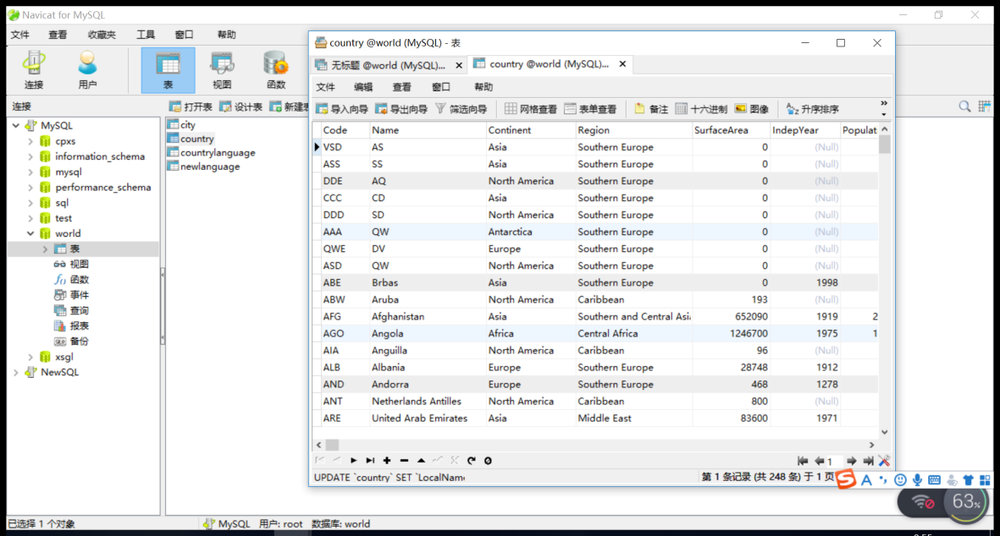 Navicat for MySQL
文件 查看 收藏夹 工具 窗口 帮助
连接 用户 表 视图 函数
连接
打开表 设计表 新建表
MySQL
cpxs
information_schema
mysql
performance_schema
sql
test
world
表
视图
函数
事件
查询
报表
备份
xsgl
NewSQL
city
country
countrylanguage
newlanguage
country @world (MySQL) - 表
无标题 @world (MySQL)... country @world (MySQL)...
文件 编辑 查看 窗口 帮助
导入向导 导出向导 筛选向导 网格查看 表单查看 备注 十六进制 图像 升序排序
Code Name Continent Region SurfaceArea IndepYear Populat
VSD AS Asia Southern Europe 0 (Null)
ASS SS Asia Southern Europe 0 (Null)
DDE AQ North America Southern Europe 0 (Null)
CCC CD Asia Southern Europe 0 (Null)
DDD SD North America Southern Europe 0 (Null)
AAA QW Antarctica Southern Europe 0 (Null)
QWE DV Europe Southern Europe 0 (Null)
ASD QW North America Southern Europe 0 (Null)
ABE Brbas Asia Southern Europe 0 1998
ABW Aruba North America Caribbean 193 (Null)
AFG Afghanistan Asia Southern and Central Asi 652090 1919 2
AGO Angola Africa Central Africa 1246700 1975 1
AIA Anguilla North America Caribbean 96 (Null)
ALB Albania Europe Southern Europe 28748 1912
AND Andorra Europe Southern Europe 468 1278
ANT Netherlands Antilles North America Caribbean 800 (Null)
ARE United Arab Emirates Asia Middle East 83600 1971
1
UPDATE `country` SET `LocalName 第 1 条记录 (共 248 条) 于 1 页
63%
已选择 1 个对象 MySQL 用户: root 数据库: world